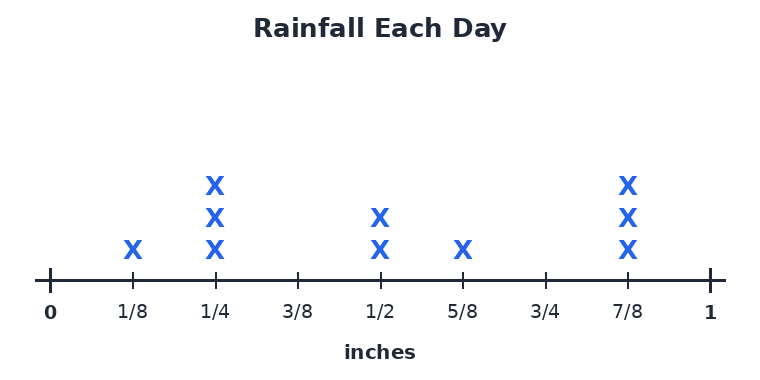 Rainfall Each Day
X X
X X X
X X X X X
0 1/8 1/4 3/8 1/2 5/8 3/4 7/8 1
inches